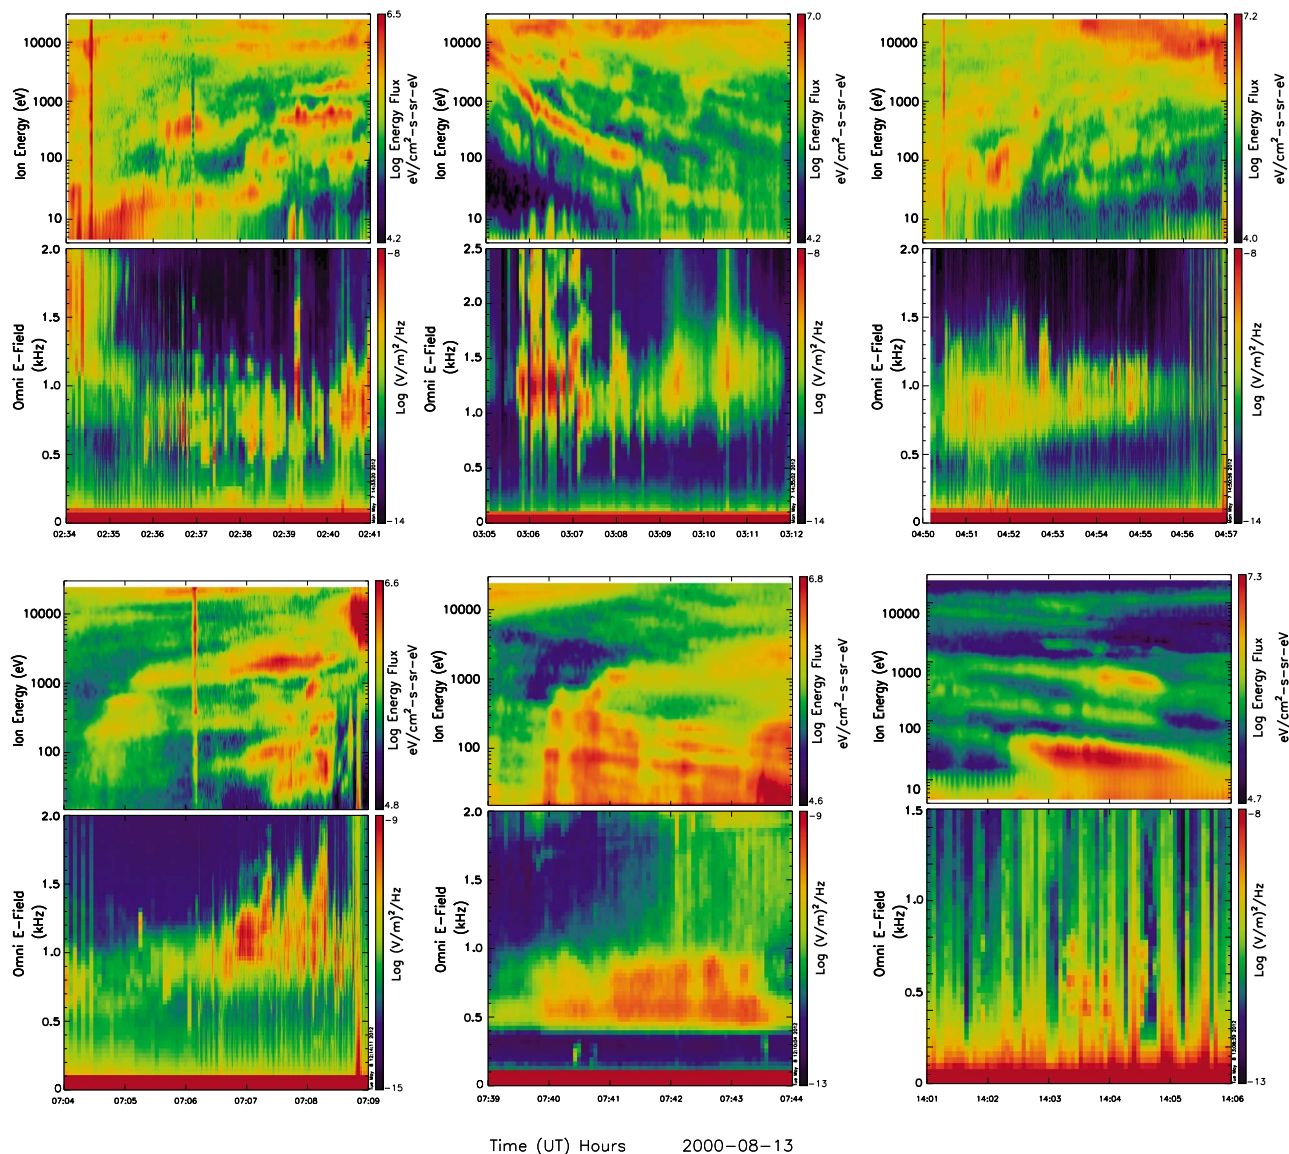 6.5
10000
1000
100
10
Ion Energy (eV)
4.2
Log Energy Flux
eV/cm²-s-sr-eV
7.0
10000
1000
100
10
Ion Energy (eV)
4.2
Log Energy Flux
eV/cm²-s-sr-eV
7.2
10000
1000
100
10
Ion Energy (eV)
4.0
Log Energy Flux
eV/cm²-s-sr-eV
2.0
1.5
1.0
0.5
0
Omni E-Field
(kHz)
-8
-14
Log (V/m)²/Hz
02:34 02:35 02:36 02:37 02:38 02:39 02:40 02:41
2.5
2.0
1.5
1.0
0.5
0
Omni E-Field
(kHz)
-8
-14
Log (V/m)²/Hz
03:05 03:06 03:07 03:08 03:09 03:10 03:11 03:12
2.0
1.5
1.0
0.5
0
Omni E-Field
(kHz)
-8
-14
Log (V/m)²/Hz
04:50 04:51 04:52 04:53 04:54 04:55 04:56 04:57
6.6
10000
1000
100
Ion Energy (eV)
4.8
Log Energy Flux
eV/cm²-s-sr-eV
6.8
10000
1000
100
Ion Energy (eV)
4.6
Log Energy Flux
eV/cm²-s-sr-eV
7.3
10000
1000
100
10
Ion Energy (eV)
4.7
Log Energy Flux
eV/cm²-s-sr-eV
2.0
1.5
1.0
0.5
0
Omni E-Field
(kHz)
-9
-15
Log (V/m)²/Hz
07:04 07:05 07:06 07:07 07:08 07:09
2.0
1.5
1.0
0.5
0
Omni E-Field
(kHz)
-9
-13
Log (V/m)²/Hz
07:39 07:40 07:41 07:42 07:43 07:44
1.5
1.0
0.5
0
Omni E-Field
(kHz)
-8
-13
Log (V/m)²/Hz
14:01 14:02 14:03 14:04 14:05 14:06
Time (UT) Hours 2000-08-13